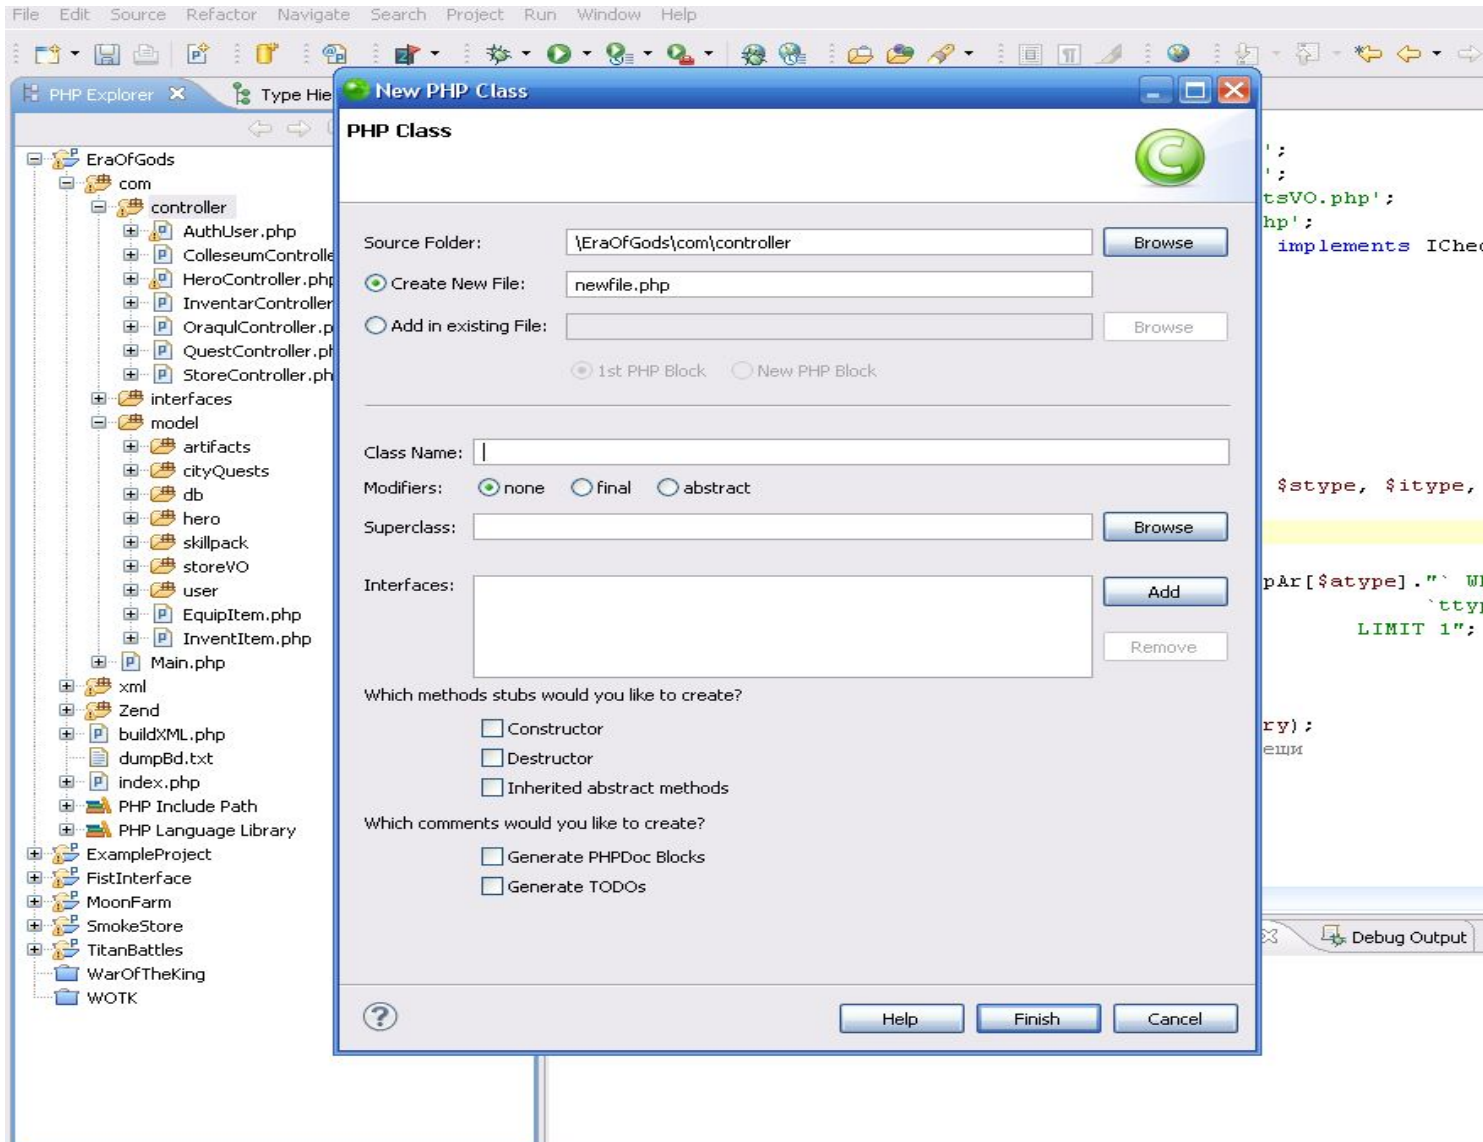 File Edit Source Refactor Navigate Search Project Run Window Help
PHP Explorer
Type Hie
New PHP Class
PHP Class
EraOfGods
com
controller
AuthUser.php
ColleseumControlle
HeroController.php
InventarController
OraqulController.p
QuestController.ph
StoreController.ph
interfaces
model
artifacts
cityQuests
db
hero
skillpack
storeVO
user
EquipItem.php
InventItem.php
Main.php
xml
Zend
buildXML.php
dumpBd.txt
index.php
PHP Include Path
PHP Language Library
ExampleProject
FistInterface
MoonFarm
SmokeStore
TitanBattles
WarOfTheKing
WOTK
Source Folder: \EraOfGods\com\controller Browse
Create New File: newfile.php
Add in existing File: Browse
1st PHP Block New PHP Block
Class Name:
Modifiers: none final abstract
Superclass: Browse
Interfaces: Add
Remove
Which methods stubs would you like to create?
Constructor
Destructor
Inherited abstract methods
Which comments would you like to create?
Generate PHPDoc Blocks
Generate TODOs
Help Finish Cancel
';
';
tsVO.php';
hp';
implements IChec
$stype, $itype,
pAr[$atype]."` WH
`ttyp
LIMIT 1";
ry);
ещи
Debug Output